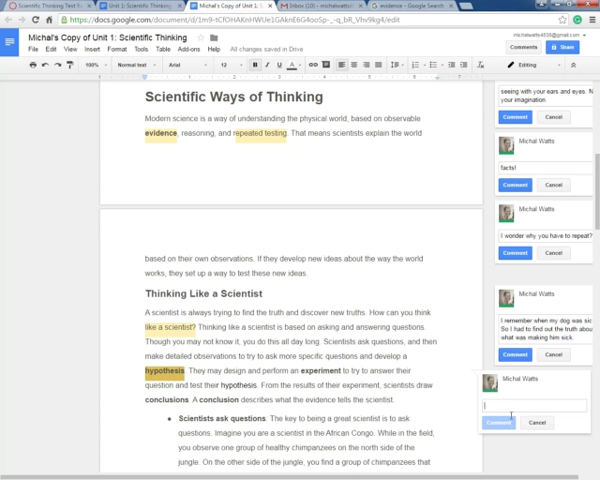 Scientific Thinking Test R
Unit 1: Scientific Thinking
Michal's Copy of Unit 1: S
Inbox (10) - michalwatts4
evidence - Google Search
https://docs.google.com/document/d/
/edit
Michal's Copy of Unit 1: Scientific Thinking
File Edit View Insert Format Tools Table Add-ons Help All changes saved in Drive
Comments Share
100% Normal text Arial 12 B I U A Editing
Scientific Ways of Thinking
Modern science is a way of understanding the physical world, based on observable
evidence, reasoning, and repeated testing. That means scientists explain the world
based on their own observations. If they develop new ideas about the way the world
works, they set up a way to test these new ideas.
Thinking Like a Scientist
A scientist is always trying to find the truth and discover new truths. How can you think
like a scientist? Thinking like a scientist is based on asking and answering questions.
Though you may not know it, you do this all day long. Scientists ask questions, and then
make detailed observations to try to ask more specific questions and develop a
hypothesis. They may design and perform an experiment to try to answer their
question and test their hypothesis. From the results of their experiment, scientists draw
conclusions. A conclusion describes what the evidence tells the scientist
● Scientists ask questions: The key to being a great scientist is to ask
questions. Imagine you are a scientist in the African Congo. While in the field,
you observe one group of healthy chimpanzees on the north side of the
jungle. On the other side of the jungle, you find a group of chimpanzees that
seeing with your ears and eyes. N
your imagination
Comment Cancel
Michal Watts
facts!
Comment Cancel
Michal Watts
I wonder why you have to repeat?
Comment Cancel
Michal Watts
I remember when my dog was sic
So I had to find out the truth abou
what was making him sick.
Comment Cancel
Michal Watts
Comment Cancel